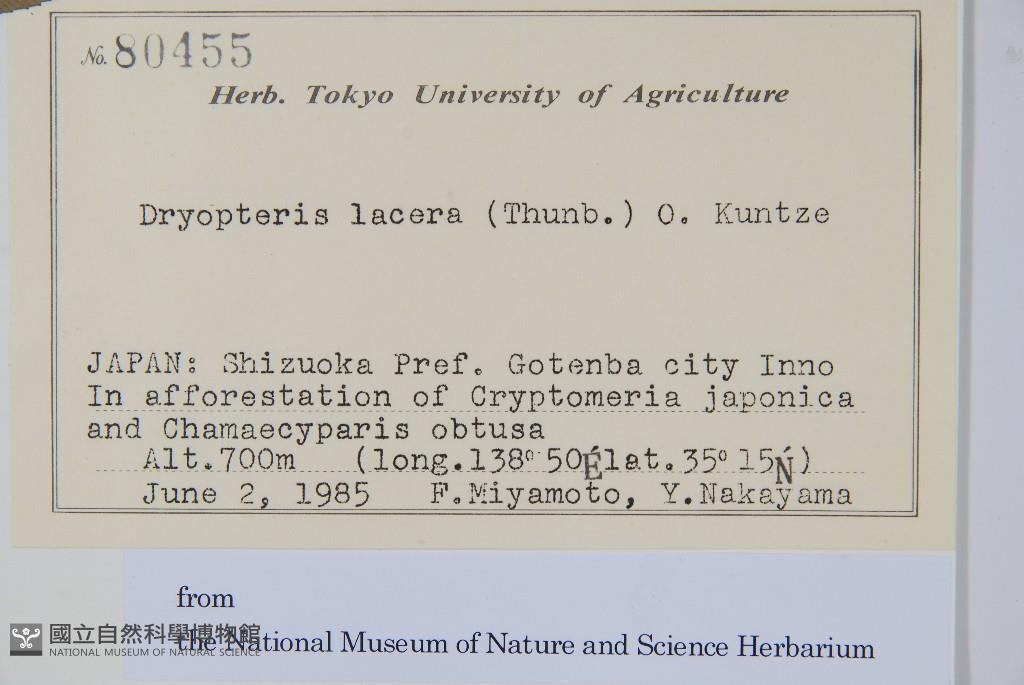 No. 80455
Herb. Tokyo University of Agriculture
Dryopteris lacera (Thunb.) O. Kuntze
JAPAN: Shizuoka Pref. Gotenba city Inno
In afforestation of Cryptomeria japonica
and Chamaecyparis obtusa
Alt.700m (long.138° 50'E lat.35° 15'N)
June 2, 1985 F.Miyamoto, Y.Nakayama
from
the National Museum of Nature and Science Herbarium
國立自然科學博物館
NATIONAL MUSEUM OF NATURAL SCIENCE